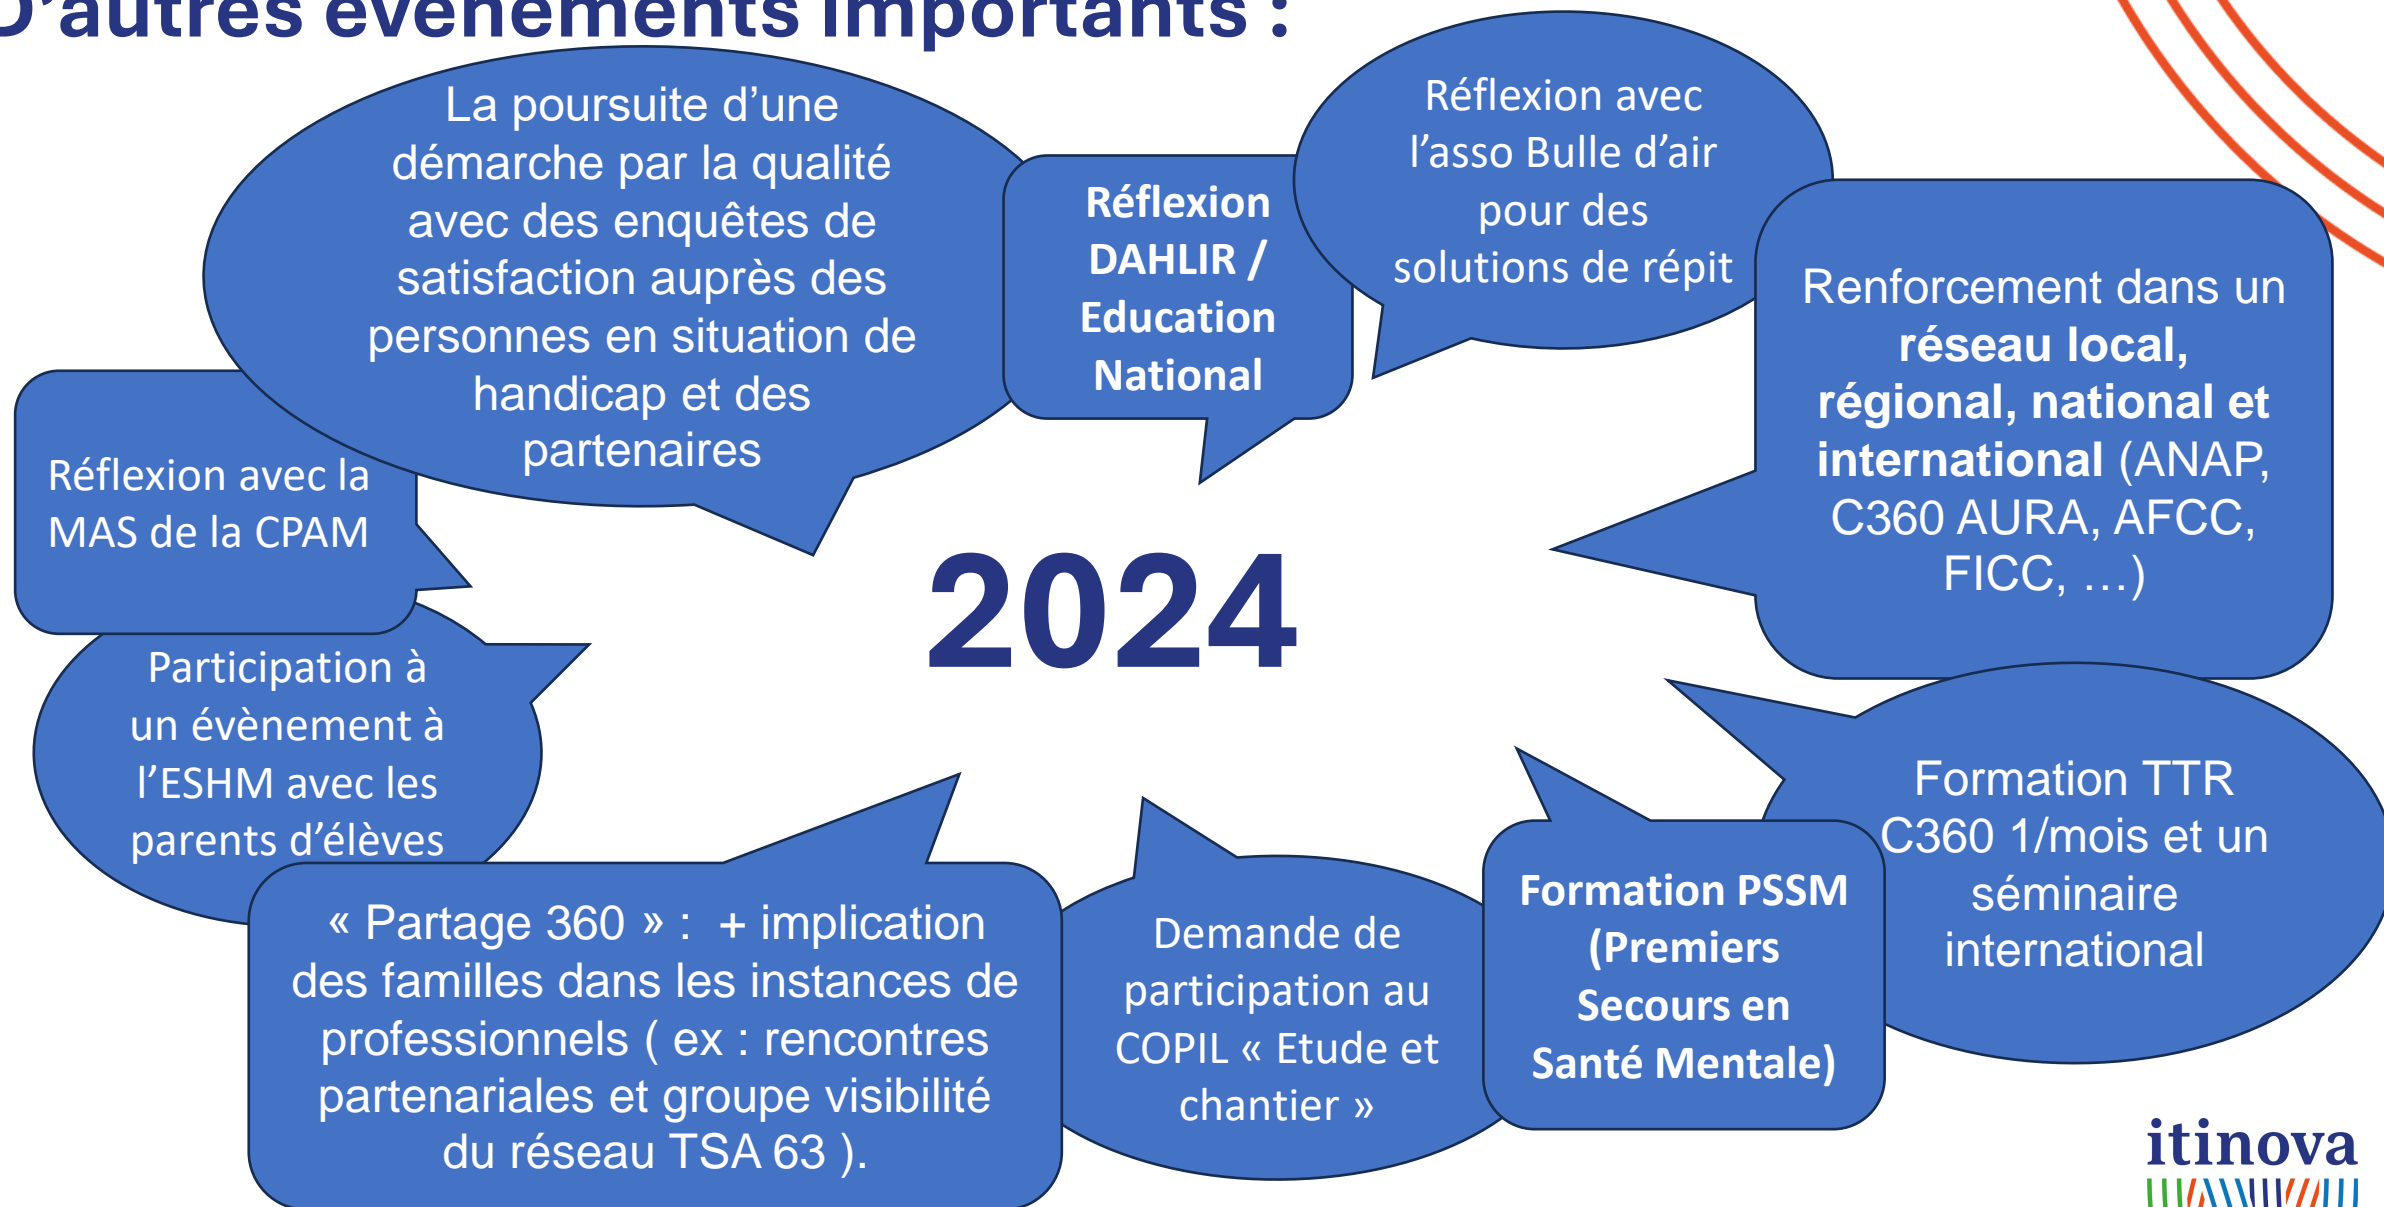 D’autres évènements importants :
La poursuite d’une
démarche par la qualité
avec des enquêtes de
satisfaction auprès des
personnes en situation de
handicap et des
partenaires
Réflexion
DAHLIR /
Education
National
Réflexion avec
l’asso Bulle d’air
pour des
solutions de répit
Renforcement dans un
réseau local,
régional, national et
international (ANAP,
C360 AURA, AFCC,
FICC, …)
Réflexion avec la
MAS de la CPAM
2024
Participation à
un évènement à
l’ESHM avec les
parents d’élèves
« Partage 360 » :  + implication
des familles dans les instances de
professionnels ( ex : rencontres
partenariales et groupe visibilité
du réseau TSA 63 ).
Demande de
participation au
COPIL « Etude et
chantier »
Formation PSSM
(Premiers
Secours en
Santé Mentale)
Formation TTR
C360 1/mois et un
séminaire
international
itinova